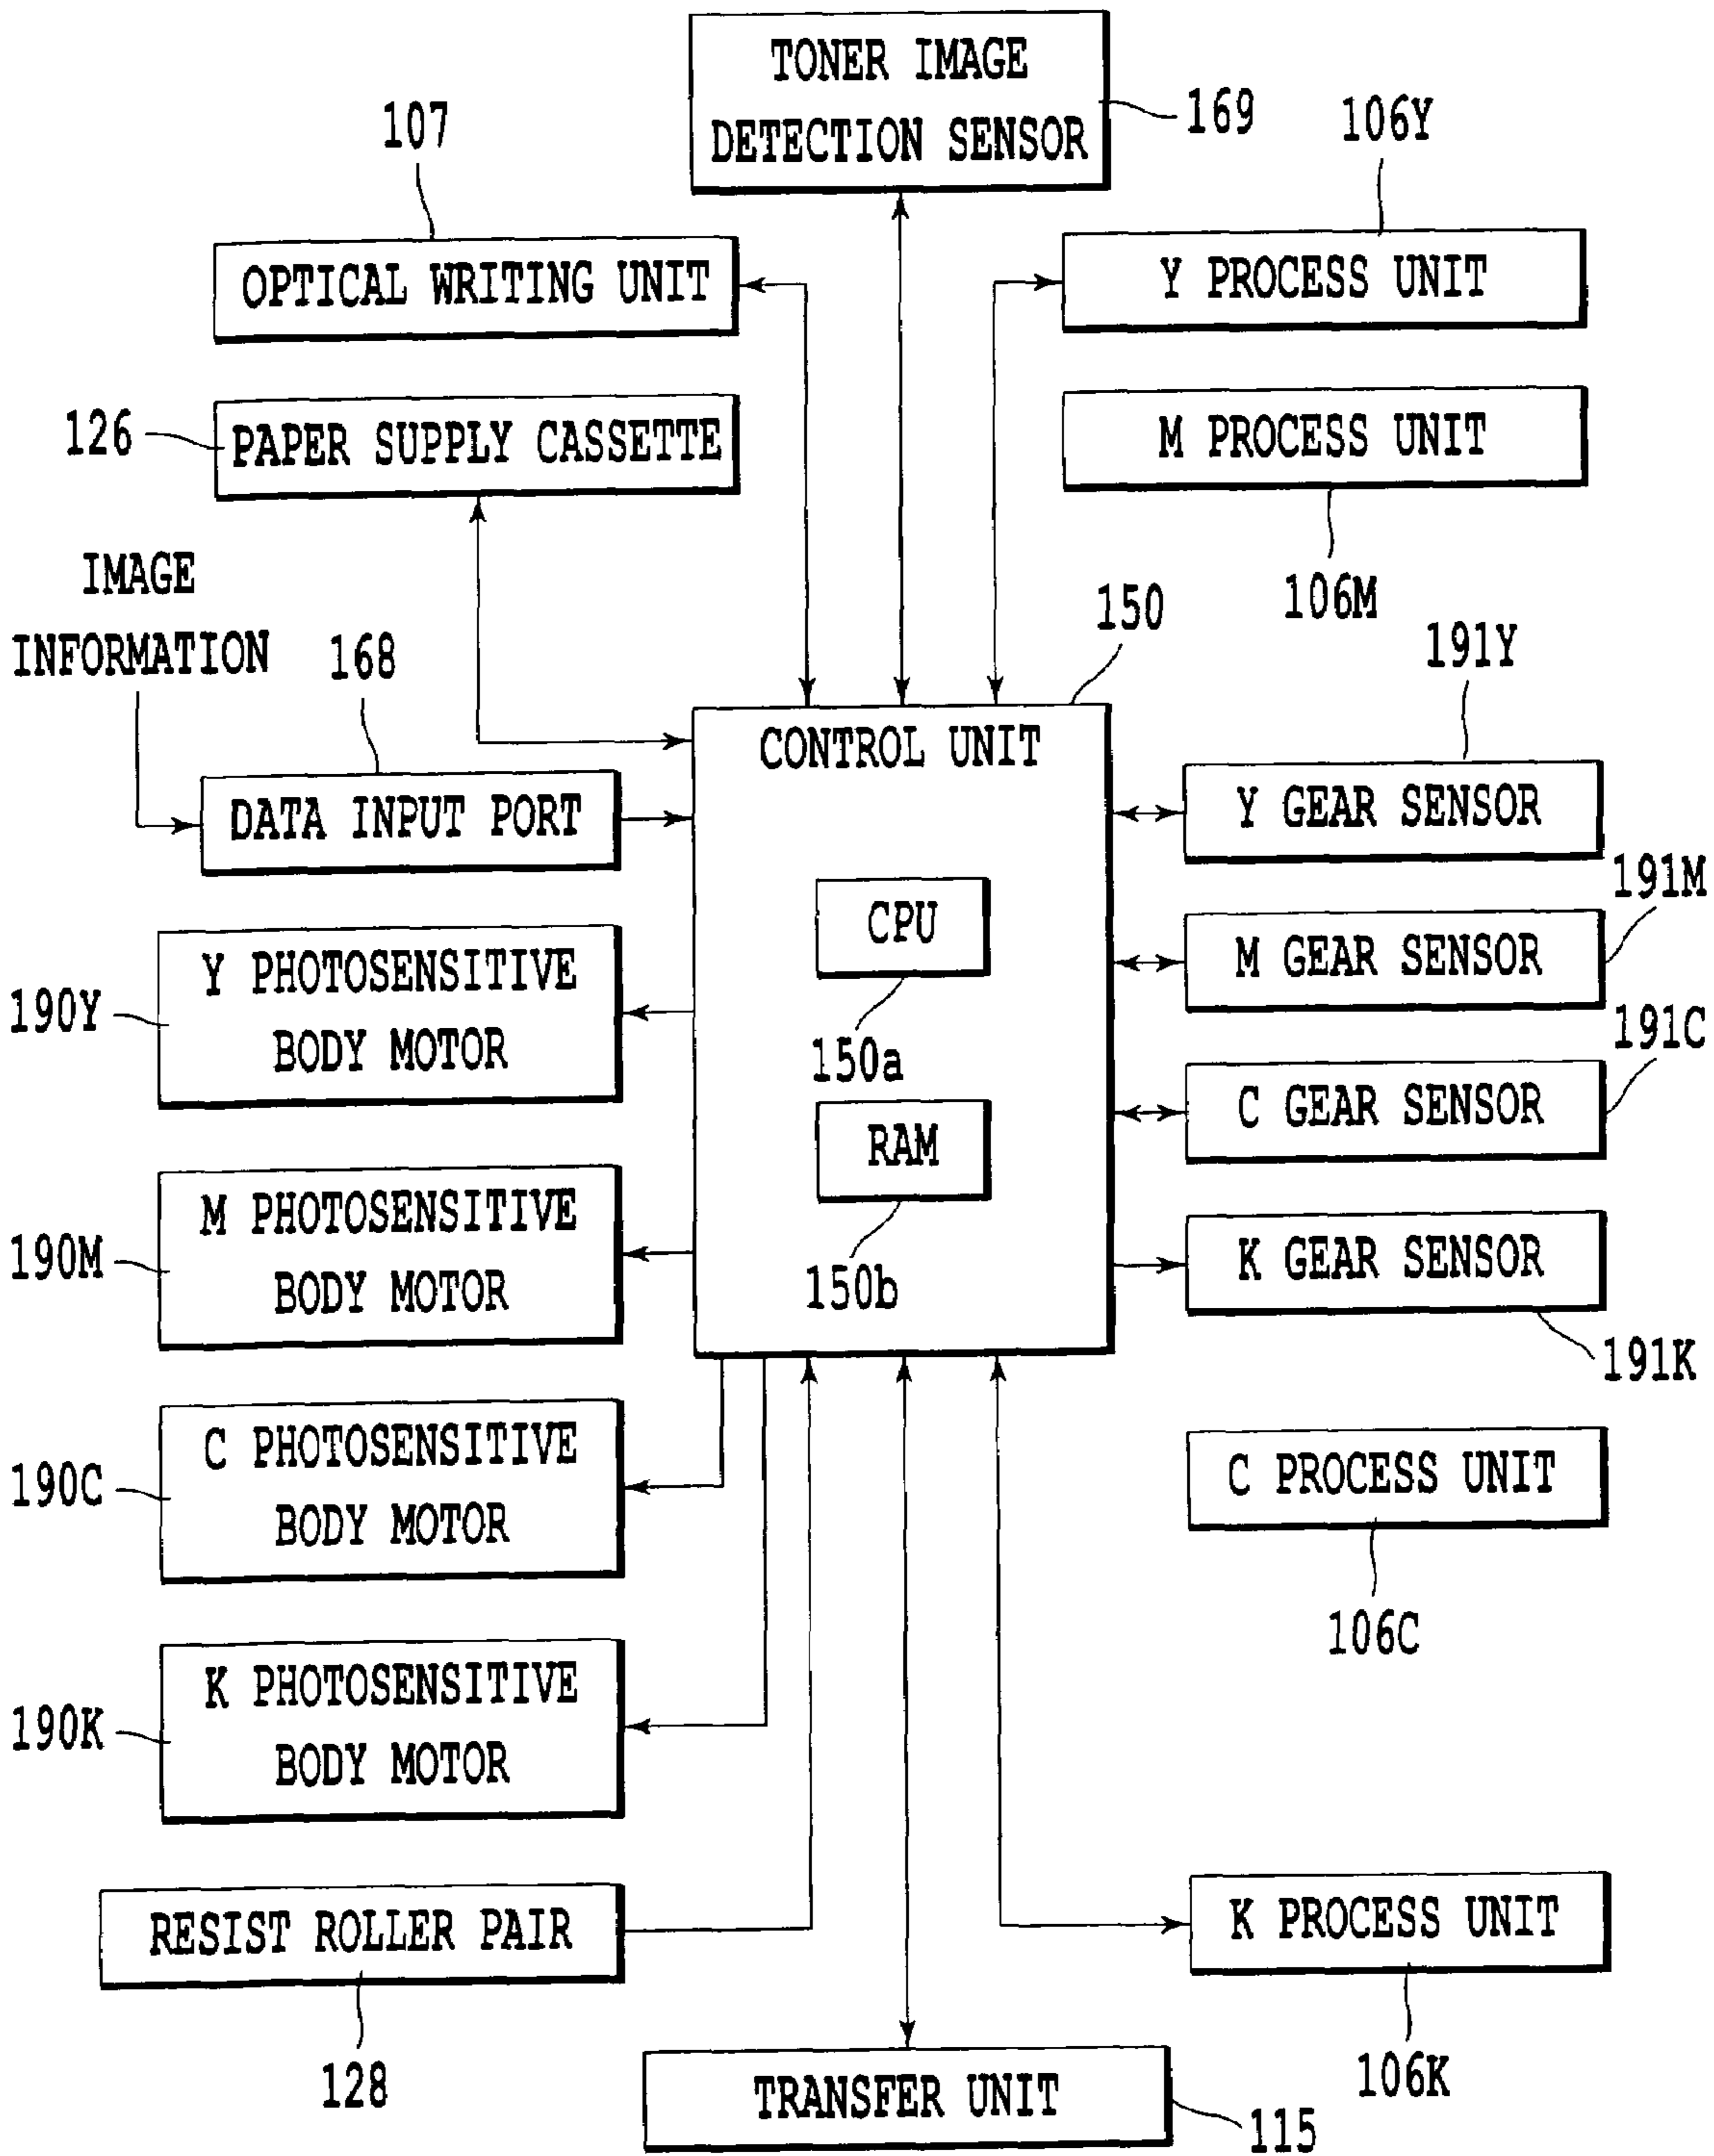 TONER IMAGE
DETECTION SENSOR
169
107
106Y
OPTICAL WRITING UNIT
Y PROCESS UNIT
126
PAPER SUPPLY CASSETTE
M PROCESS UNIT
106M
IMAGE
INFORMATION
168
150
191Y
CONTROL UNIT
DATA INPUT PORT
Y GEAR SENSOR
191M
CPU
150a
M GEAR SENSOR
190Y
Y PHOTOSENSITIVE
BODY MOTOR
191C
C GEAR SENSOR
RAM
150b
190M
M PHOTOSENSITIVE
BODY MOTOR
K GEAR SENSOR
191K
190C
C PHOTOSENSITIVE
BODY MOTOR
C PROCESS UNIT
106C
190K
K PHOTOSENSITIVE
BODY MOTOR
RESIST ROLLER PAIR
128
K PROCESS UNIT
106K
TRANSFER UNIT
115